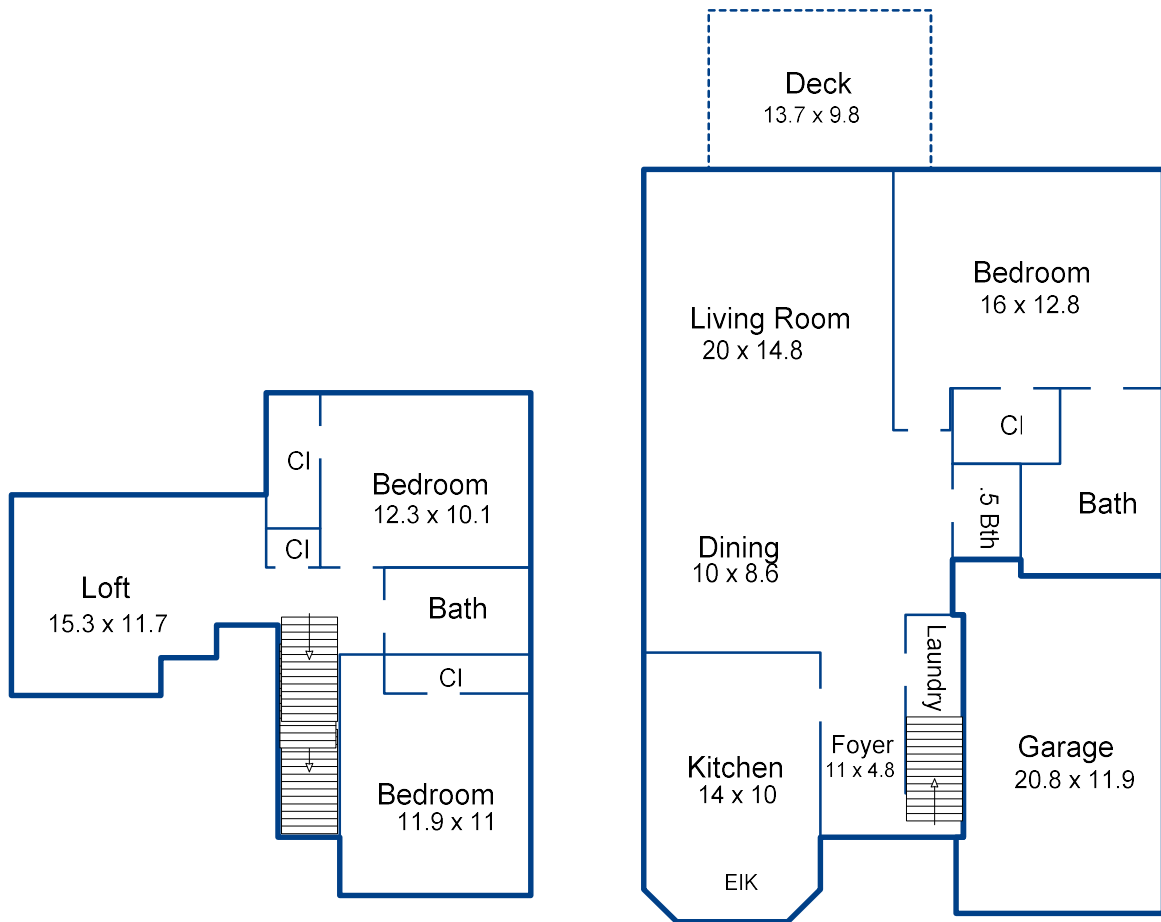 Deck
13.7 x 9.8
Bedroom
16 x 12.8
Living Room
20 x 14.8
Cl
Bath
.5 Bth
Dining
10 x 8.6
Laundry
Foyer
11 x 4.8
Garage
20.8 x 11.9
Kitchen
14 x 10
EIK
Cl
Bedroom
12.3 x 10.1
Cl
Loft
15.3 x 11.7
Bath
Cl
Bedroom
11.9 x 11